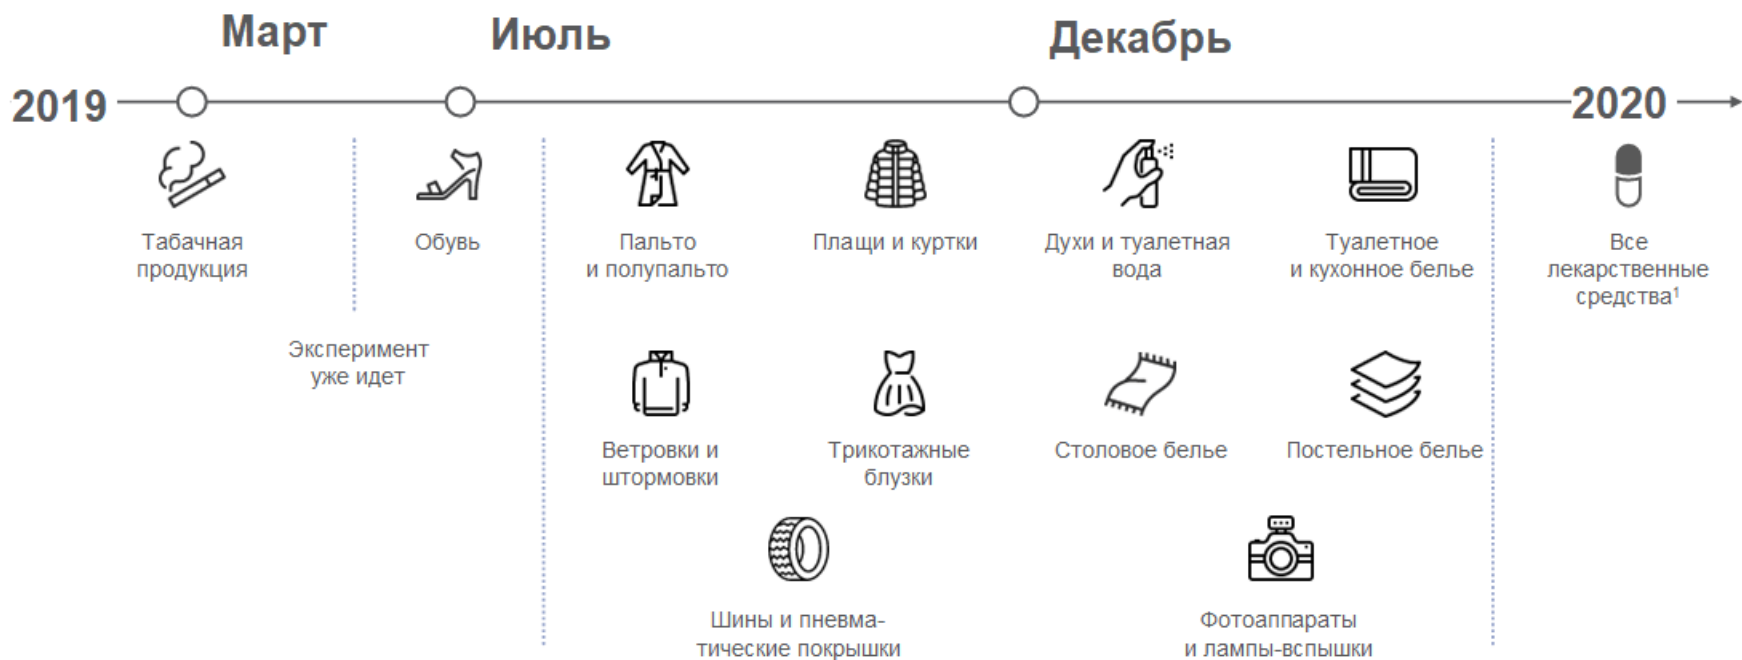 Март
Июль
Декабрь
2019
2020
Табачная
продукция
Обувь
Пальто
и полупальто
Плащи и куртки
Духи и туалетная
вода
Туалетное
и кухонное белье
Все
лекарственные
средства¹
Эксперимент
уже идет
Ветровки и
штормовки
Трикотажные
блузки
Столовое белье
Постельное белье
Шины и пневма-
тические покрышки
Фотоаппараты
и лампы-вспышки